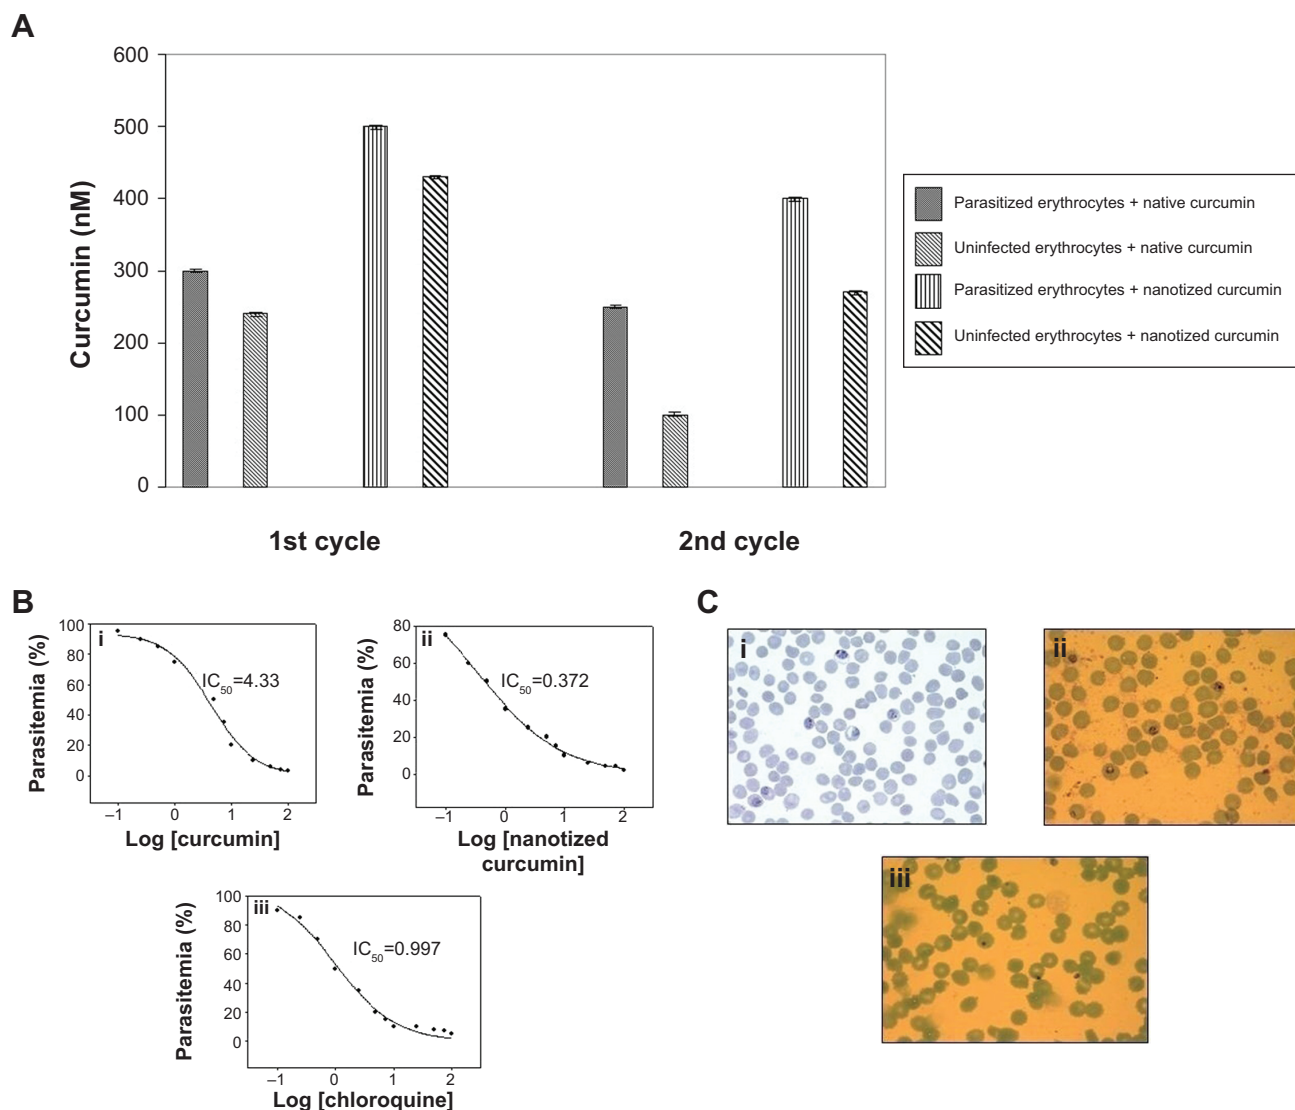 A
600
500
400
300
200
100
0
Curcumin (nM)
1st cycle
2nd cycle
Parasitized erythrocytes + native curcumin
Uninfected erythrocytes + native curcumin
Parasitized erythrocytes + nanotized curcumin
Uninfected erythrocytes + nanotized curcumin
B
i
100
80
60
40
20
0
Parasitemia (%)
IC50=4.33
–1 0 1 2
Log [curcumin]
ii
80
60
40
20
0
Parasitemia (%)
IC50=0.372
–1 0 1 2
Log [nanotized
curcumin]
iii
100
80
60
40
20
0
Parasitemia (%)
IC50=0.997
–1 0 1 2
Log [chloroquine]
C
i
ii
iii